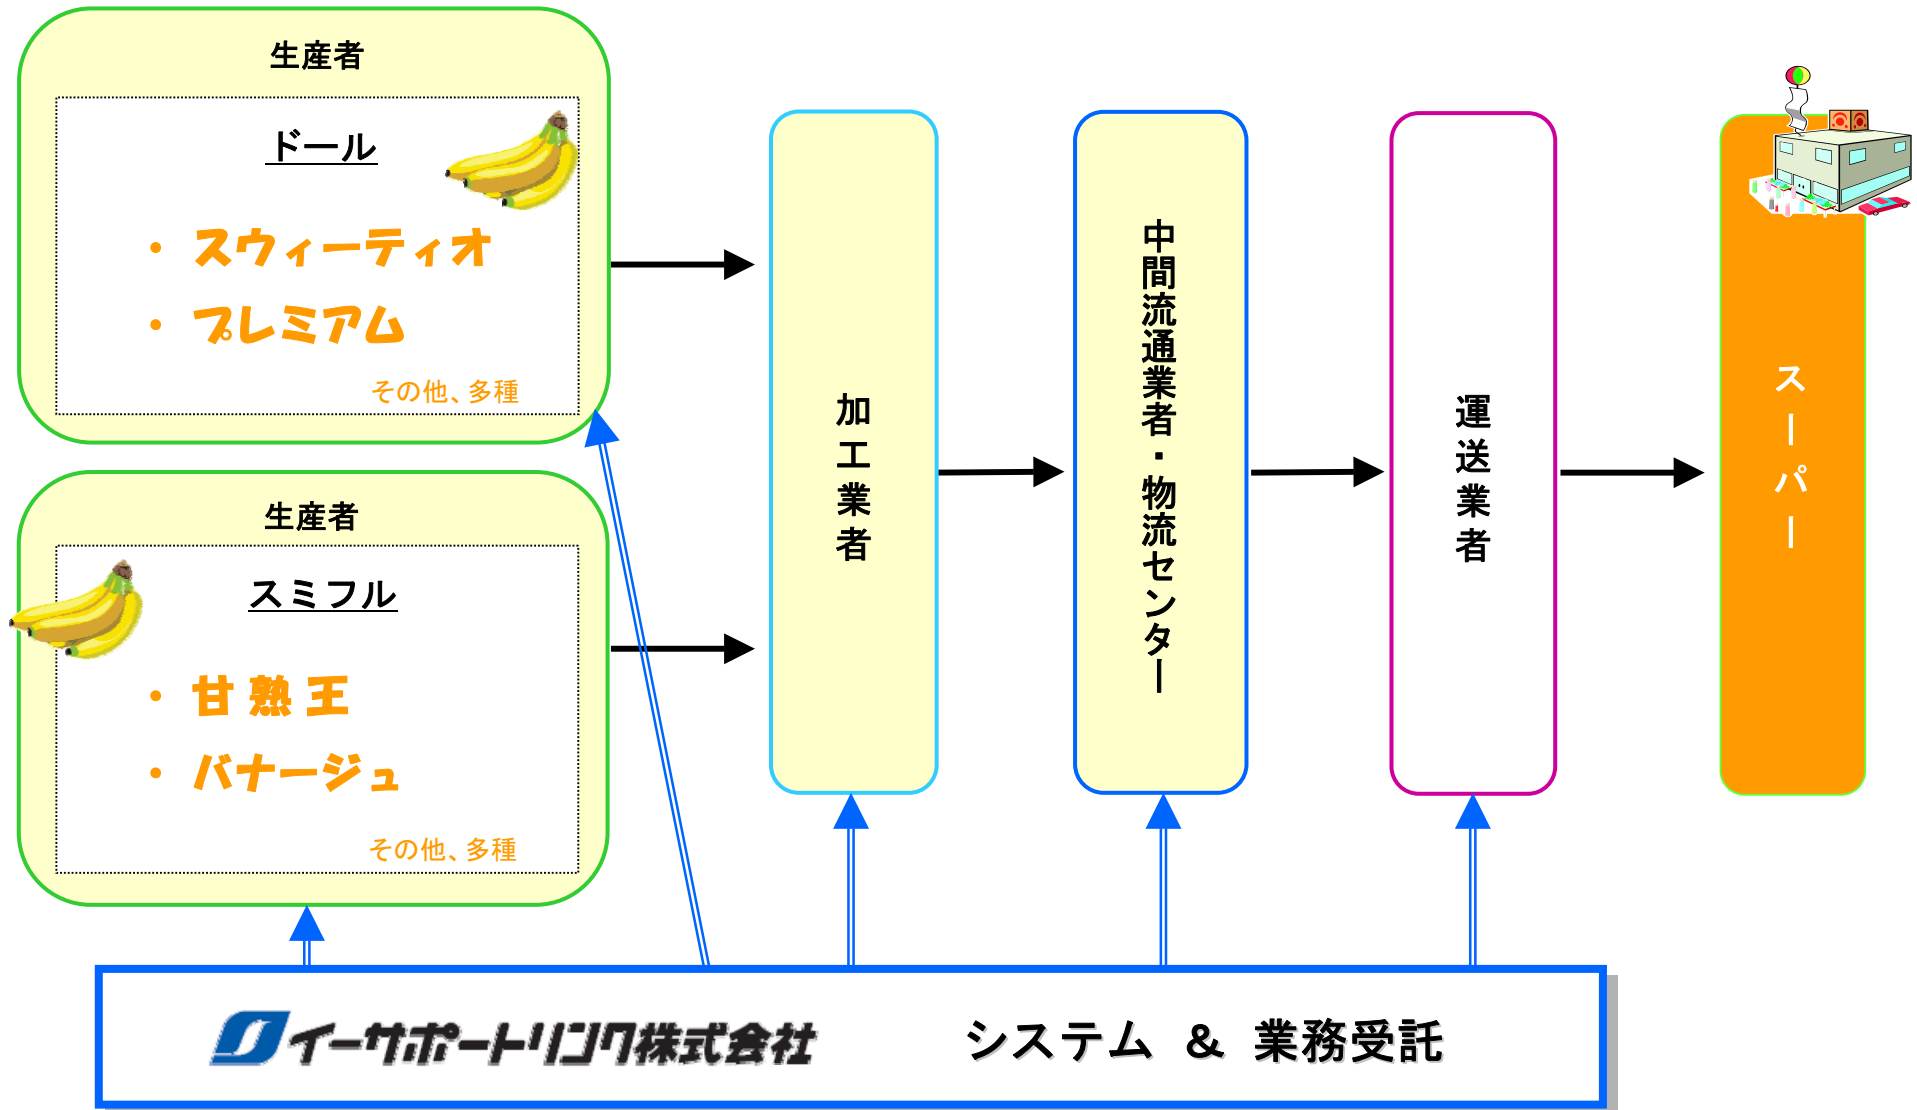 生産者
ドール
・ スウィーティオ
・ プレミアム
その他、多種
生産者
スミフル
・ 甘熟王
・ バナージュ
その他、多種
加工業者
中間流通業者・物流センター
運送業者
スーパー
イーサポートリンク株式会社
システム & 業務受託